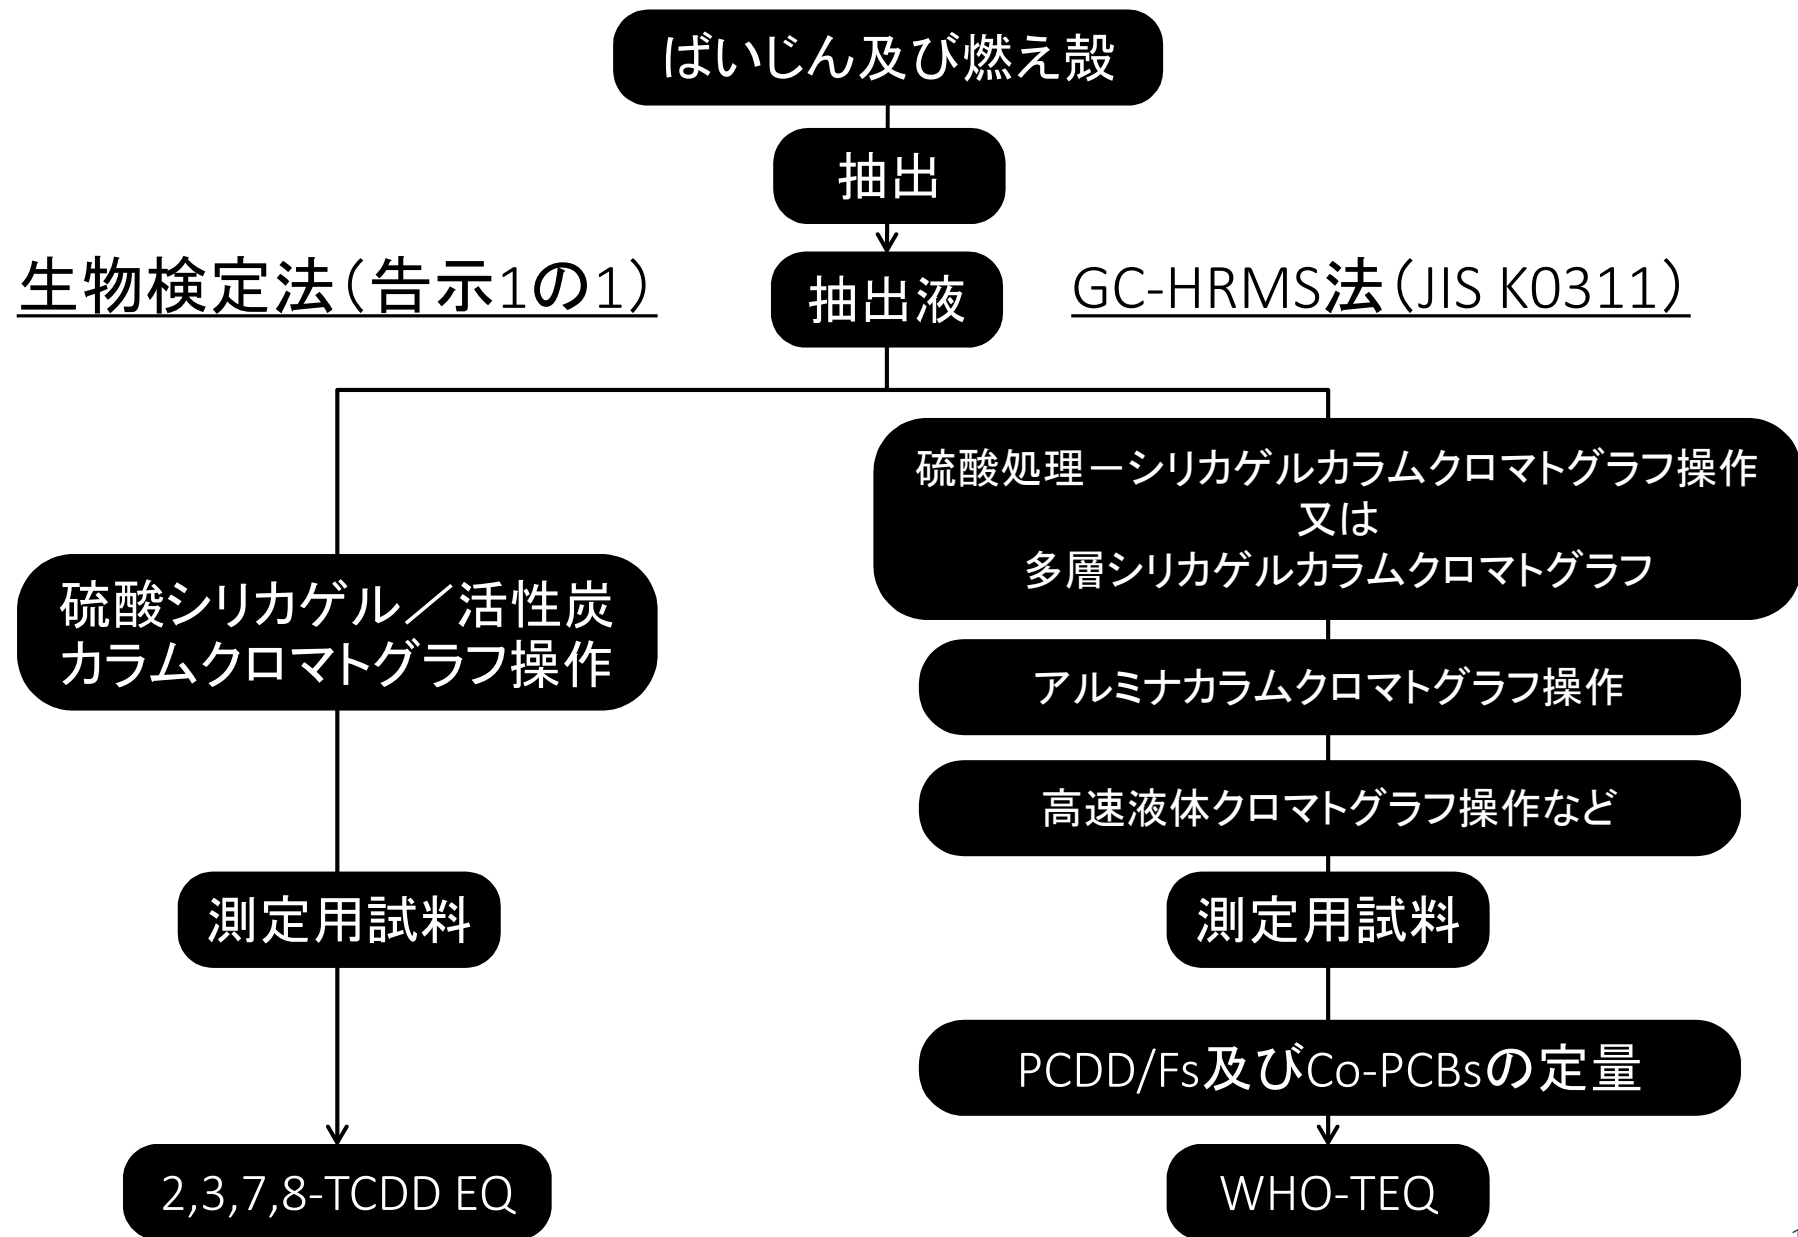 ばいじん及び燃え殻
抽出
生物検定法（告示1の1）
抽出液
GC-HRMS法（JIS K0311）
硫酸処理－シリカゲルカラムクロマトグラフ操作
又は
多層シリカゲルカラムクロマトグラフ
硫酸シリカゲル／活性炭
カラムクロマトグラフ操作
アルミナカラムクロマトグラフ操作
高速液体クロマトグラフ操作など
測定用試料
測定用試料
PCDD/Fs及びCo-PCBsの定量
2,3,7,8-TCDD EQ
WHO-TEQ